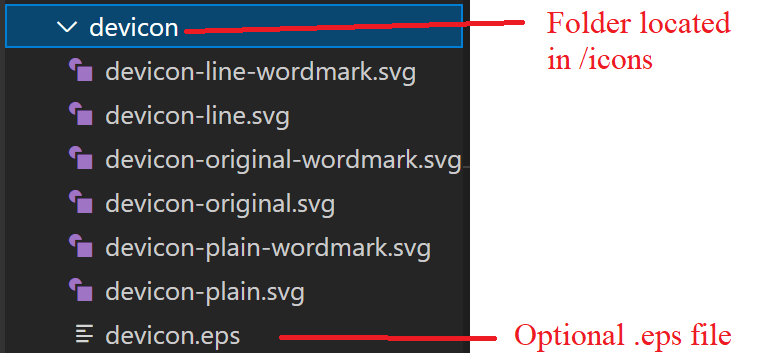 devicon
Folder located
in /icons
devicon-line-wordmark.svg
devicon-line.svg
devicon-original-wordmark.svg
devicon-original.svg
devicon-plain-wordmark.svg
devicon-plain.svg
devicon.eps
Optional .eps file